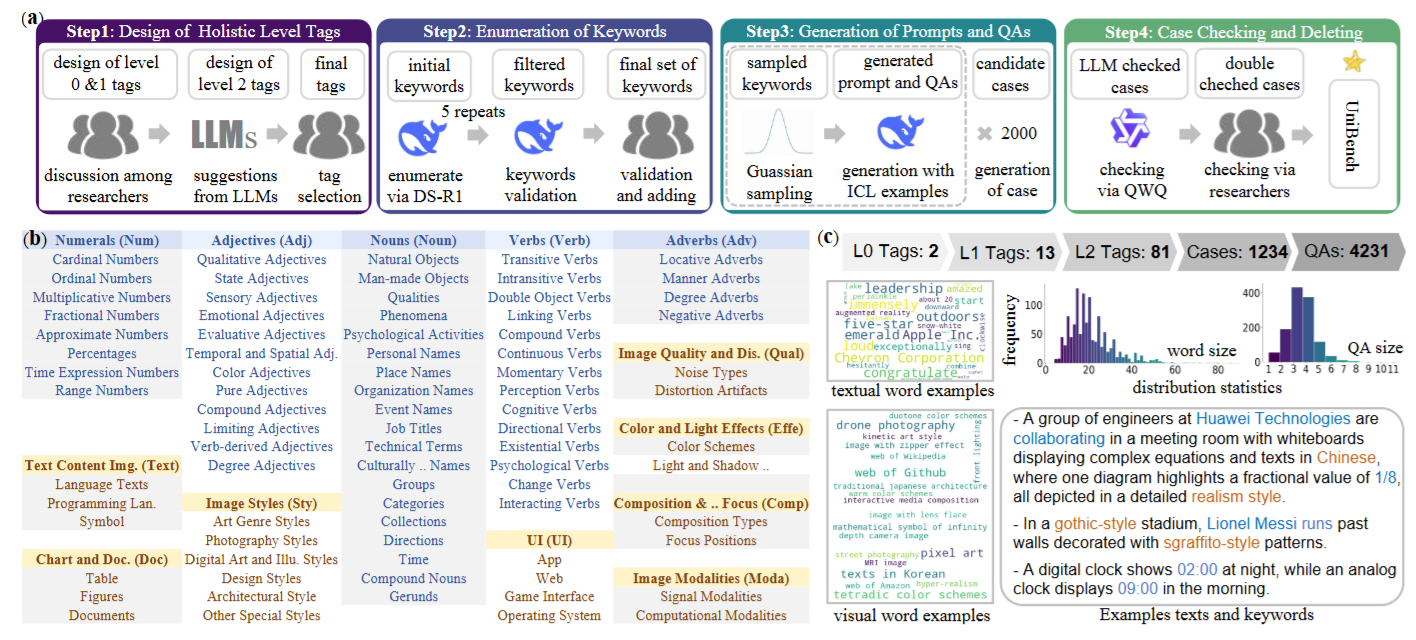 (a)
Step1: Design of Holistic Level Tags
design of level
0 &1 tags
design of
level 2 tags
final
tags
LLMs
discussion among
researchers
suggestions
from LLMs
tag
selection
Step2: Enumeration of Keywords
initial
keywords
filtered
keywords
final set of
keywords
5 repeats
enumerate
via DS-R1
keywords
validation
validation
and adding
Step3: Generation of Prompts and QAs
sampled
keywords
generated
prompt and QAs
candidate
cases
2000
Guassian
sampling
generation with
ICL examples
generation
of case
Step4: Case Checking and Deleting
LLM checked
cases
double
cheched cases
UniBench
checking
via QWQ
checking via
researchers
(b)
Numerals (Num)
Cardinal Numbers
Ordinal Numbers
Multiplicative Numbers
Fractional Numbers
Approximate Numbers
Percentages
Time Expression Numbers
Range Numbers
Text Content Img. (Text)
Language Texts
Programming Lan.
Symbol
Chart and Doc. (Doc)
Table
Figures
Documents
Adjectives (Adj)
Qualitative Adjectives
State Adjectives
Sensory Adjectives
Emotional Adjectives
Evaluative Adjectives
Temporal and Spatial Adj.
Color Adjectives
Pure Adjectives
Compound Adjectives
Limiting Adjectives
Verb-derived Adjectives
Degree Adjectives
Image Styles (Sty)
Art Genre Styles
Photography Styles
Digital Art and Illu. Styles
Design Styles
Architectural Style
Other Special Styles
Nouns (Noun)
Natural Objects
Man-made Objects
Qualities
Phenomena
Psychological Activities
Personal Names
Place Names
Organization Names
Event Names
Job Titles
Technical Terms
Culturally .. Names
Groups
Categories
Collections
Directions
Time
Compound Nouns
Gerunds
Verbs (Verb)
Transitive Verbs
Intransitive Verbs
Double Object Verbs
Linking Verbs
Compound Verbs
Continuous Verbs
Momentary Verbs
Perception Verbs
Cognitive Verbs
Directional Verbs
Existential Verbs
Psychological Verbs
Change Verbs
Interacting Verbs
UI (UI)
App
Web
Game Interface
Operating System
Adverbs (Adv)
Locative Adverbs
Manner Adverbs
Degree Adverbs
Negative Adverbs
Image Quality and Dis. (Qual)
Noise Types
Distortion Artifacts
Color and Light Effects (Effe)
Color Schemes
Light and Shadow ..
Composition & .. Focus (Comp)
Composition Types
Focus Positions
Image Modalities (Moda)
Signal Modalities
Computational Modalities
(c)
L0 Tags: 2
L1 Tags: 13
L2 Tags: 81
Cases: 1234
QAs: 4231
lake
leadership
amazed
periwinkle
about 20
start
immensely
downward
augmented reality
outdoors
five-star
snow-white
clockwise
emerald
Apple Inc.
loud
exceptionally
sing
Chevron Corporation
hesitantly
combine
congratulate
textual word examples
frequency
100
50
0
0
20
40
60
80
word size
400
200
0
1 2 3 4 5 6 7 8 9 10 11
QA size
distribution statistics
duotone color schemes
drone photography
kinetic art style
image with zipper effect
web of Wikipedia
front lighting
web of Github
traditional japanese architecture
warm color schemes
interactive media composition
image with lens flare
mathematical symbol of infinity
depth camera image
street photography
pixel art
MRI image
texts in Korean
web of Amazon
hyper-realism
tetradic color schemes
visual word examples
- A group of engineers at Huawei Technologies are
collaborating in a meeting room with whiteboards
displaying complex equations and texts in Chinese,
where one diagram highlights a fractional value of 1/8,
all depicted in a detailed realism style.
- In a gothic-style stadium, Lionel Messi runs past
walls decorated with sgraffito-style patterns.
- A digital clock shows 02:00 at night, while an analog
clock displays 09:00 in the morning.
Examples texts and keywords